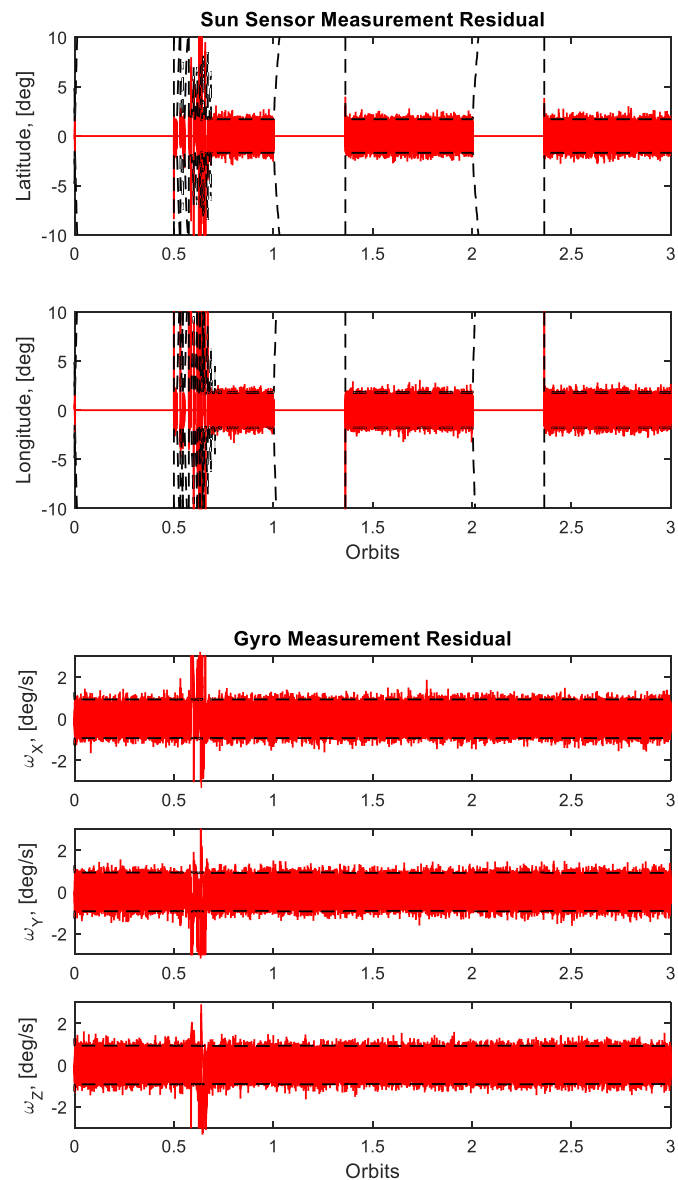 Sun Sensor Measurement Residual
Latitude, [deg]
10
5
0
-5
-10
0 0.5 1 1.5 2 2.5 3
Longitude, [deg]
10
5
0
-5
-10
0 0.5 1 1.5 2 2.5 3
Orbits
Gyro Measurement Residual
ωX, [deg/s]
2
0
-2
0 0.5 1 1.5 2 2.5 3
ωY, [deg/s]
2
0
-2
0 0.5 1 1.5 2 2.5 3
ωZ, [deg/s]
2
0
-2
0 0.5 1 1.5 2 2.5 3
Orbits